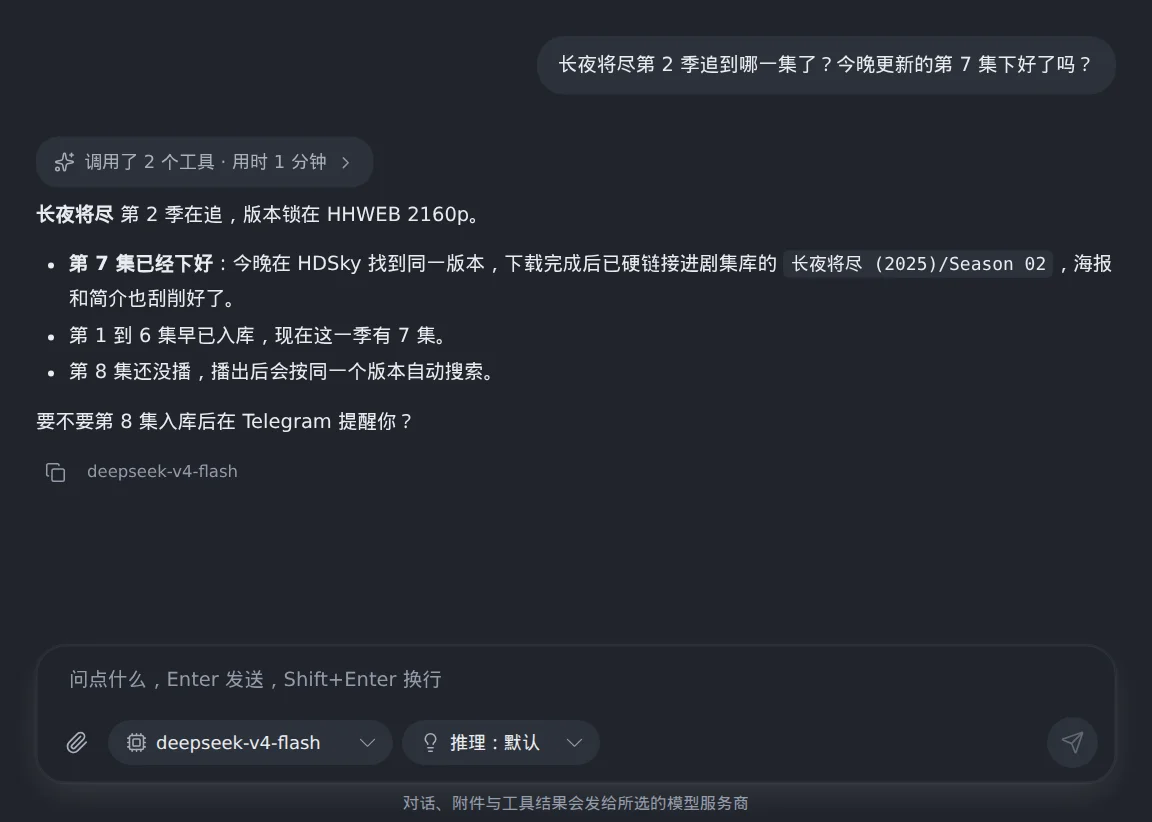 长夜将尽第 2 季追到哪一集了？今晚更新的第 7 集下好了吗？
调用了 2 个工具 · 用时 1 分钟
长夜将尽 第 2 季在追，版本锁在 HHWEB 2160p。
• 第 7 集已经下好：今晚在 HDSky 找到同一版本，下载完成后已硬链接进剧集库的 长夜将尽 (2025)/Season 02 ，海报
和简介也刮削好了。
• 第 1 到 6 集早已入库，现在这一季有 7 集。
• 第 8 集还没播，播出后会按同一个版本自动搜索。
要不要第 8 集入库后在 Telegram 提醒你？
deepseek-v4-flash
问点什么，Enter 发送，Shift+Enter 换行
deepseek-v4-flash 推理：默认
对话、附件与工具结果会发给所选的模型服务商